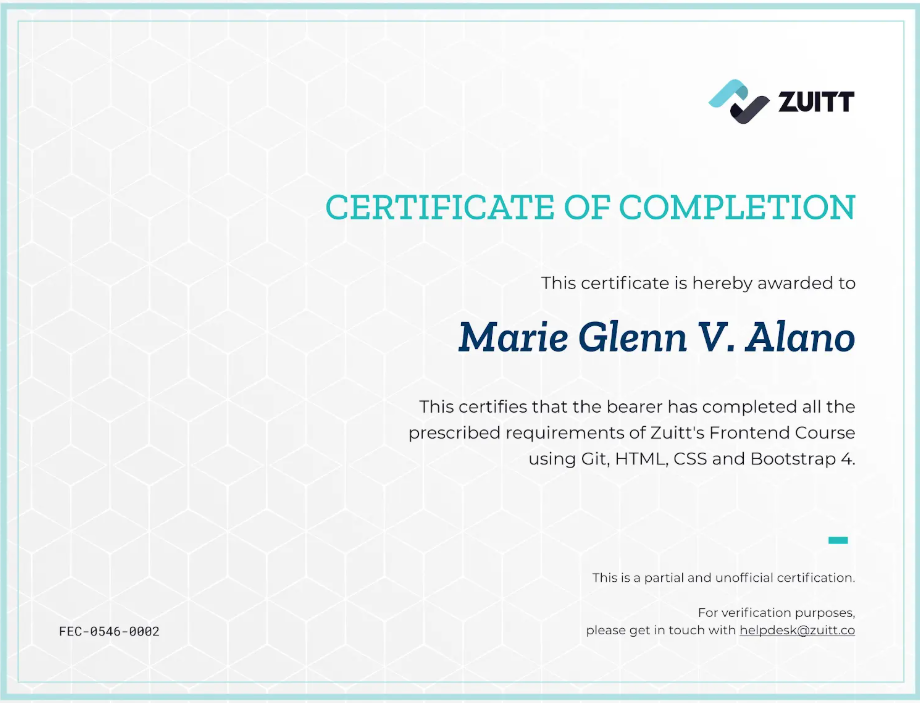 ZUITT
CERTIFICATE OF COMPLETION
This certificate is hereby awarded to
Marie Glenn V. Alano
This certifies that the bearer has completed all the
prescribed requirements of Zuitt's Frontend Course
using Git, HTML, CSS and Bootstrap 4.
This is a partial and unofficial certification.
For verification purposes,
please get in touch with helpdesk@zuitt.co
FEC-0546-0002